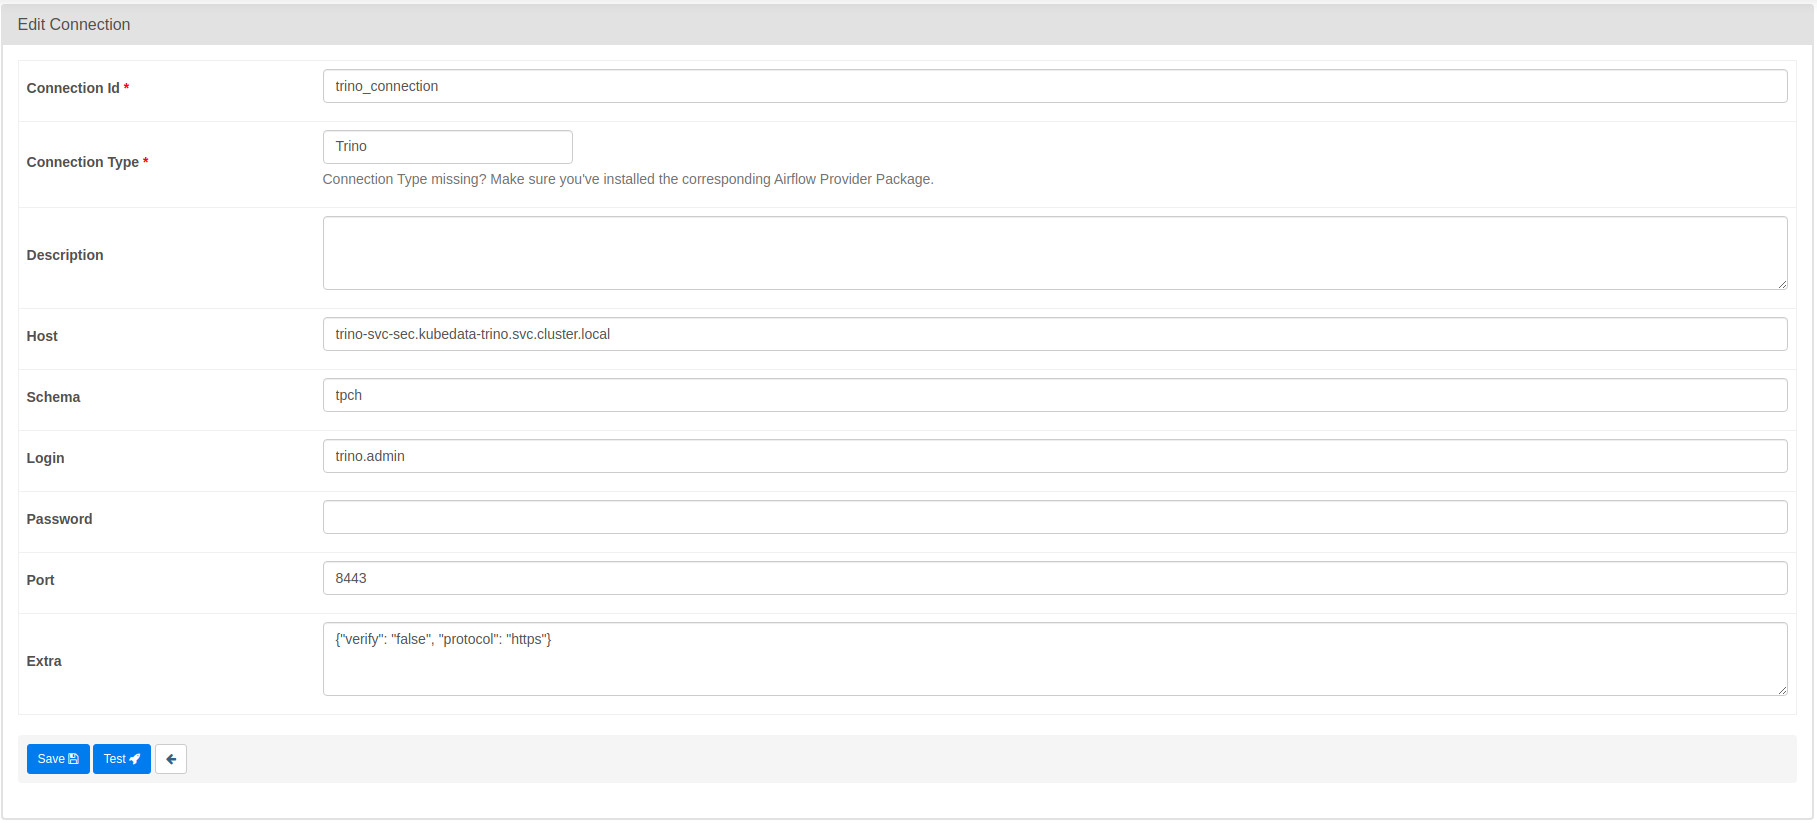 Edit Connection
Connection Id *
trino_connection
Connection Type *
Trino
Connection Type missing? Make sure you've installed the corresponding Airflow Provider Package.
Description
Host
trino-svc-sec.kubedata-trino.svc.cluster.local
Schema
tpch
Login
trino.admin
Password
Port
8443
Extra
{"verify": "false", "protocol": "https"}
Save Test